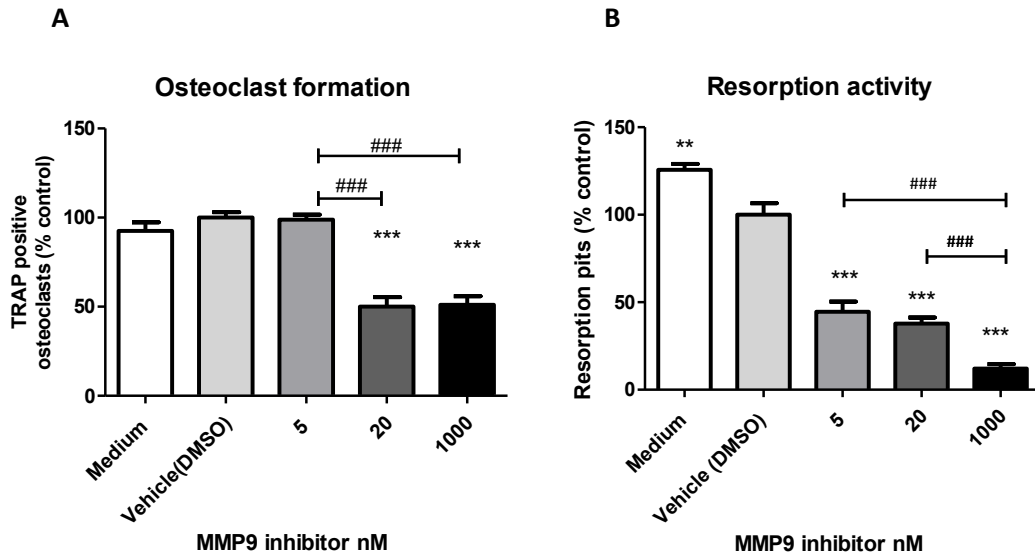 A
Osteoclast formation
TRAP positive
osteoclasts (% control)
150
100
50
0
###
###
***
***
Medium
Vehicle(DMSO)
5
20
1000
MMP9 inhibitor nM
B
Resorption activity
Resorption pits (% control)
150
100
50
0
**
###
###
***
***
***
Medium
Vehicle (DMSO)
5
20
1000
MMP9 inhibitor nM